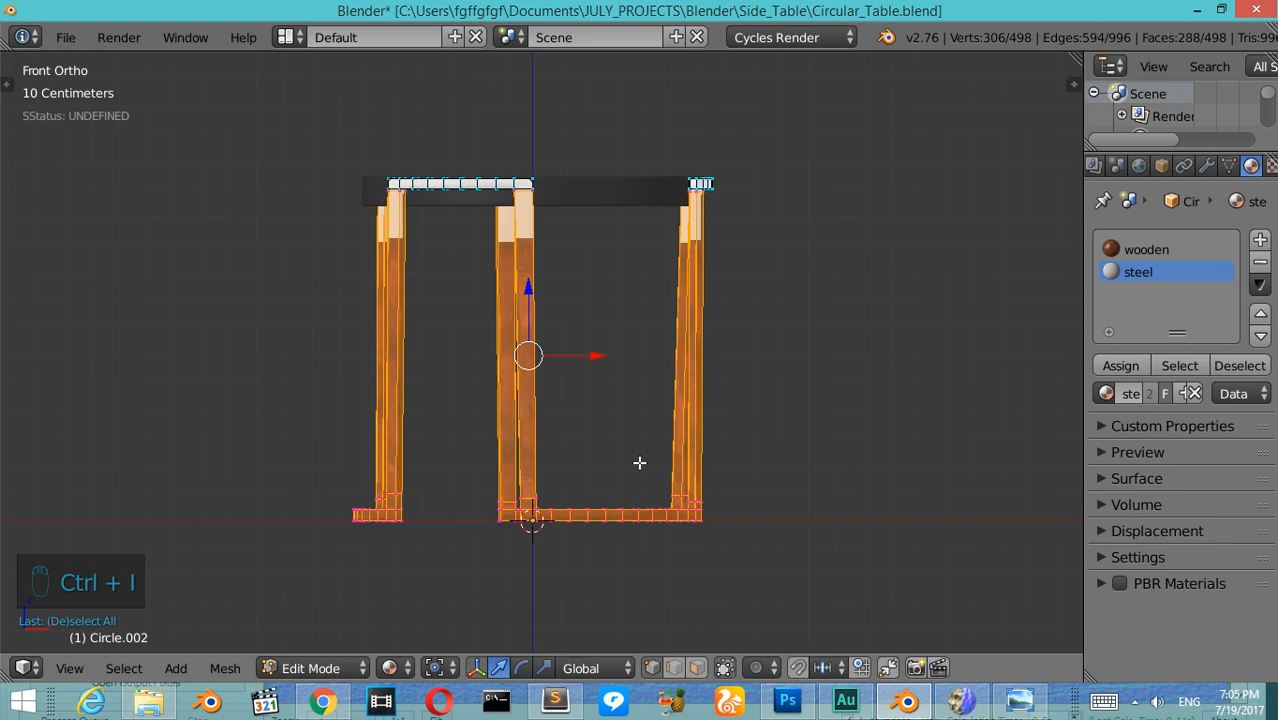 Blender* [C:\Users\fgffgfgf\Documents\JULY_PROJECTS\Blender\Side_Table\Circular_Table.blend]
File Render Window Help Default Scene Cycles Render v2.76 | Verts:306/498 | Edges:594/996 | Faces:288/498 | Tris:99
Front Ortho
10 Centimeters
SStatus: UNDEFINED
View Search All S
Scene
Render
Cir ste
wooden
steel
Assign Select Deselect
ste 2 F Data
Custom Properties
Preview
Surface
Volume
Displacement
Settings
PBR Materials
Ctrl + I
Last: (De)select All
(1) Circle.002
View Select Add Mesh Edit Mode Global
321 Ps Au ENG
7:05 PM
7/19/2017